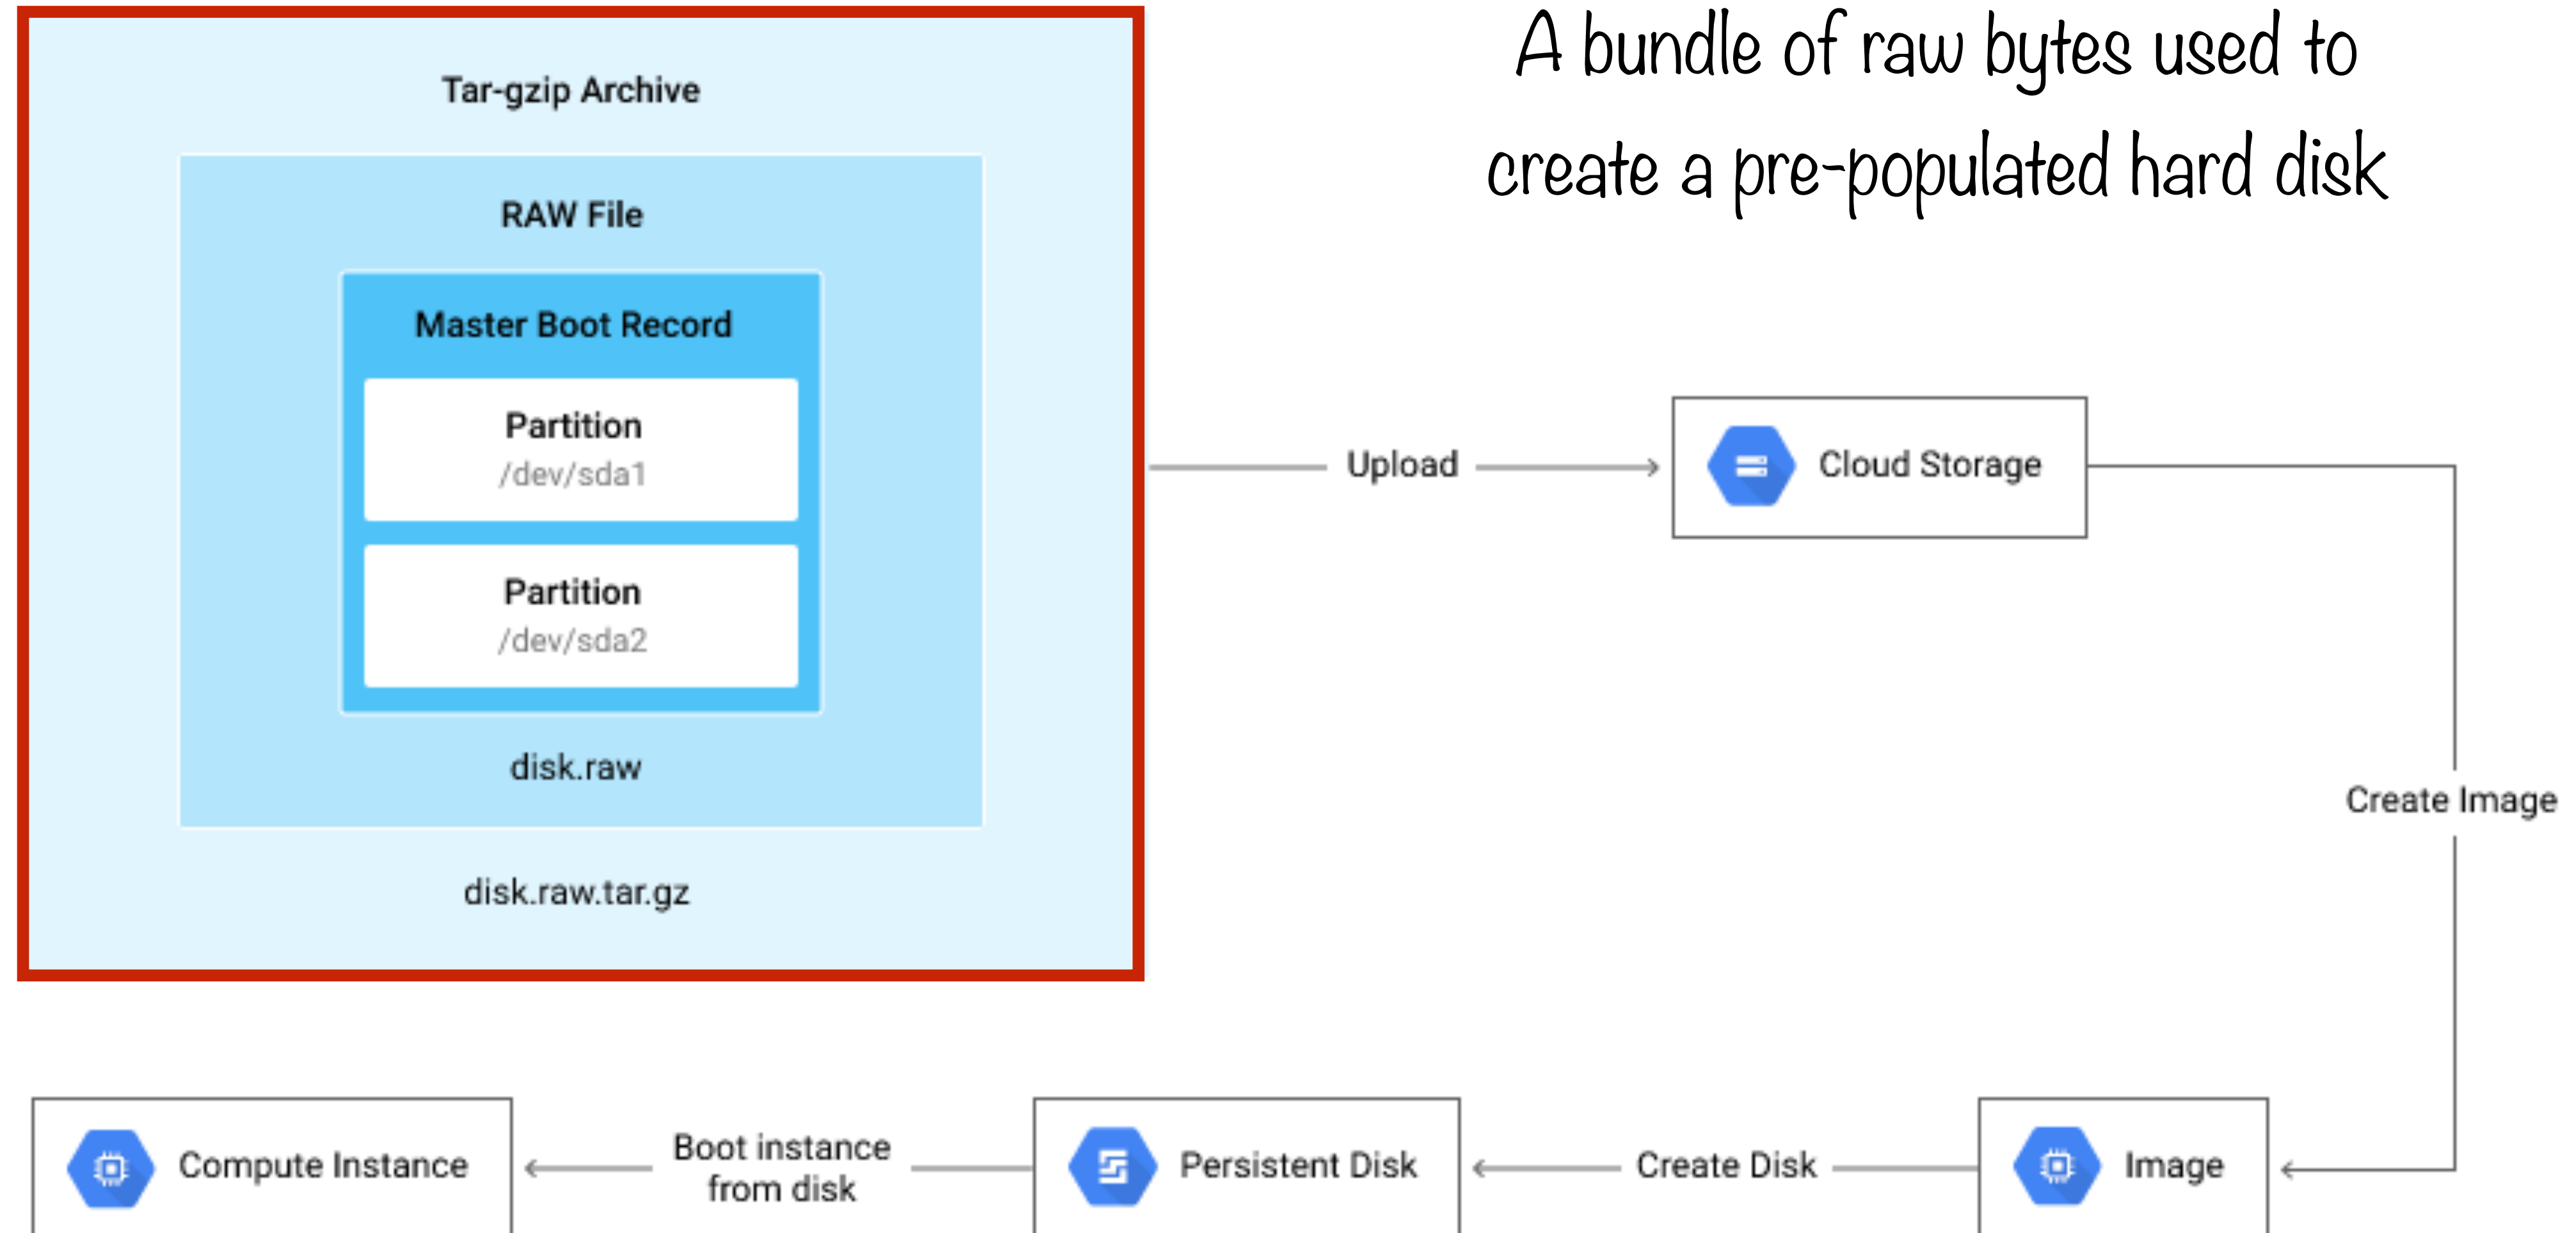 A bundle of raw bytes used to
create a pre-populated hard disk
Tar-gzip Archive
RAW File
Master Boot Record
Partition
/dev/sda1
Partition
/dev/sda2
disk.raw
disk.raw.tar.gz
Upload
Cloud Storage
Create Image
Image
Create Disk
Persistent Disk
Boot instance
from disk
Compute Instance